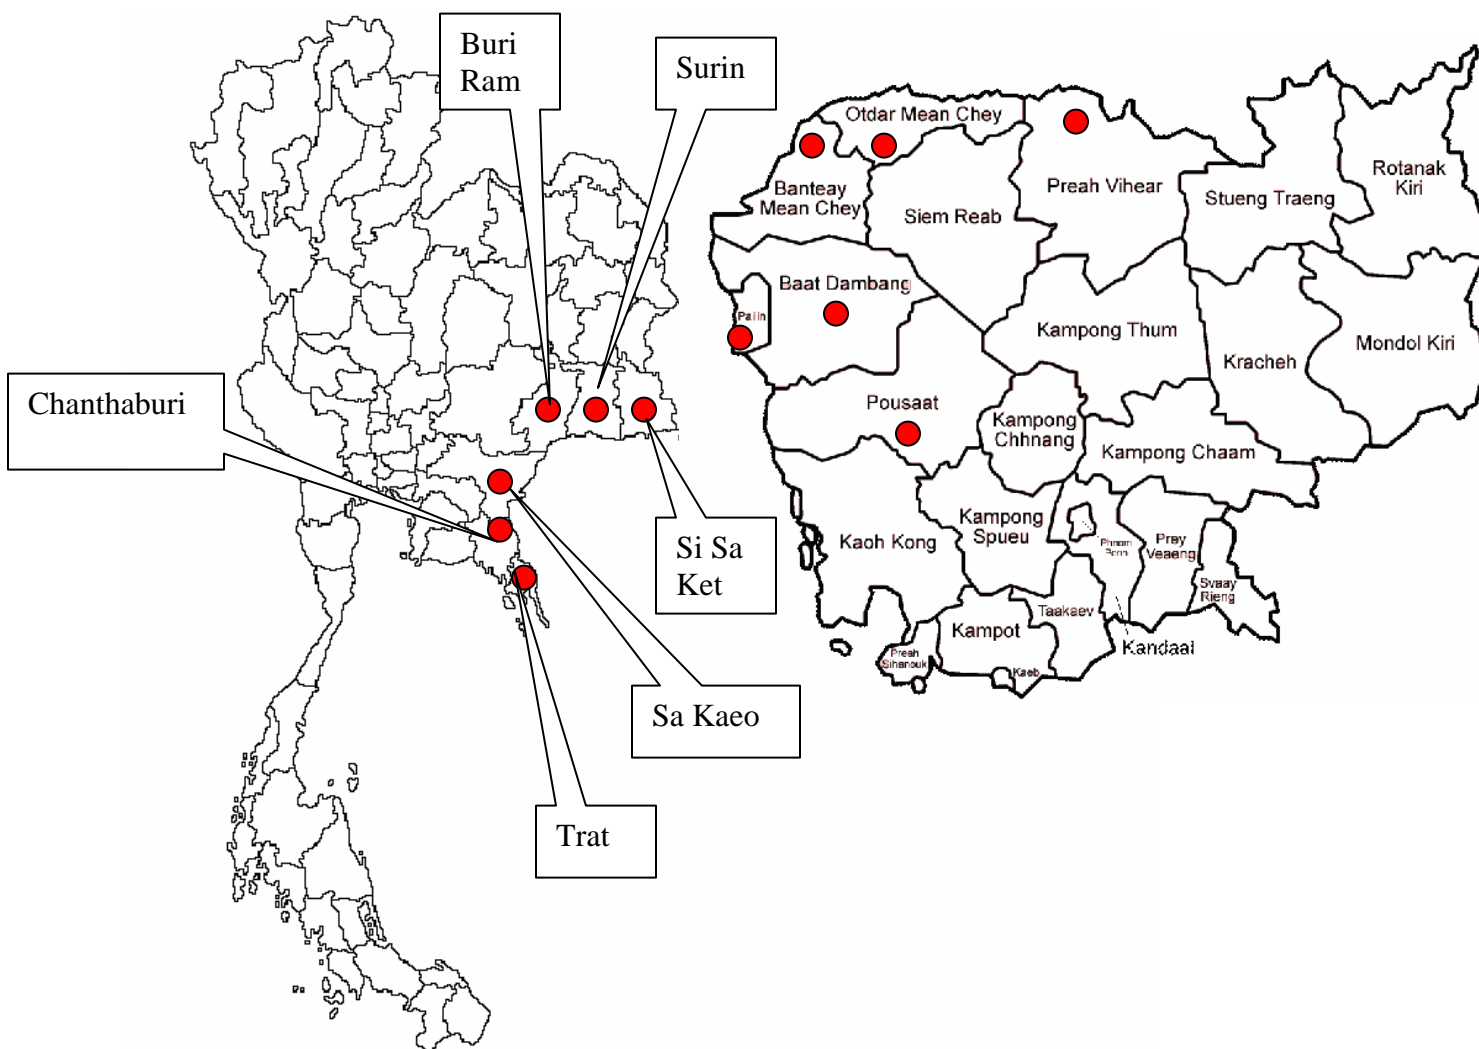 Buri
Ram
Surin
Chanthaburi
Si Sa
Ket
Sa Kaeo
Trat
Otdar Mean Chey
Banteay
Mean Chey
Siem Reab
Preah Vihear
Stueng Traeng
Rotanak
Kiri
Baat Dambang
Pailin
Kampong Thum
Kracheh
Mondol Kiri
Pousaat
Kampong
Chhnang
Kampong Chaam
Kaoh Kong
Kampong
Spueu
Phnom
Penh
Prey
Veaeng
Svaay
Rieng
Taakaev
Kampot
Kandaal
Preah
Sihanouk
Kaeb